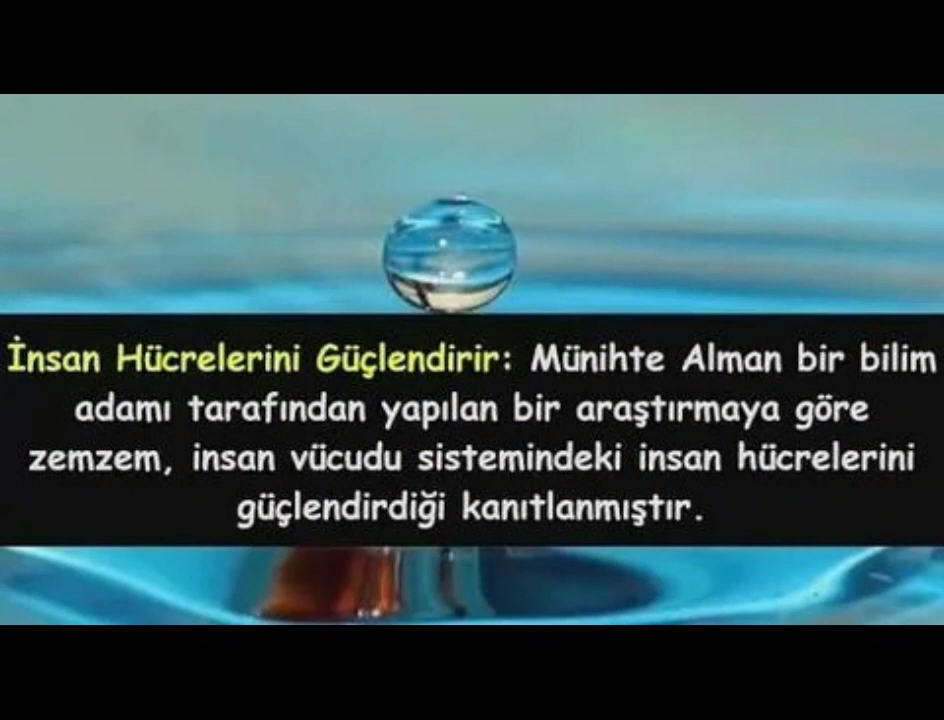 İnsan Hücrelerini Güçlendirir: Münihte Alman bir bilim
adamı tarafından yapılan bir araştırmaya göre
zemzem, insan vücudu sistemindeki insan hücrelerini
güçlendirdiği kanıtlanmıştır.